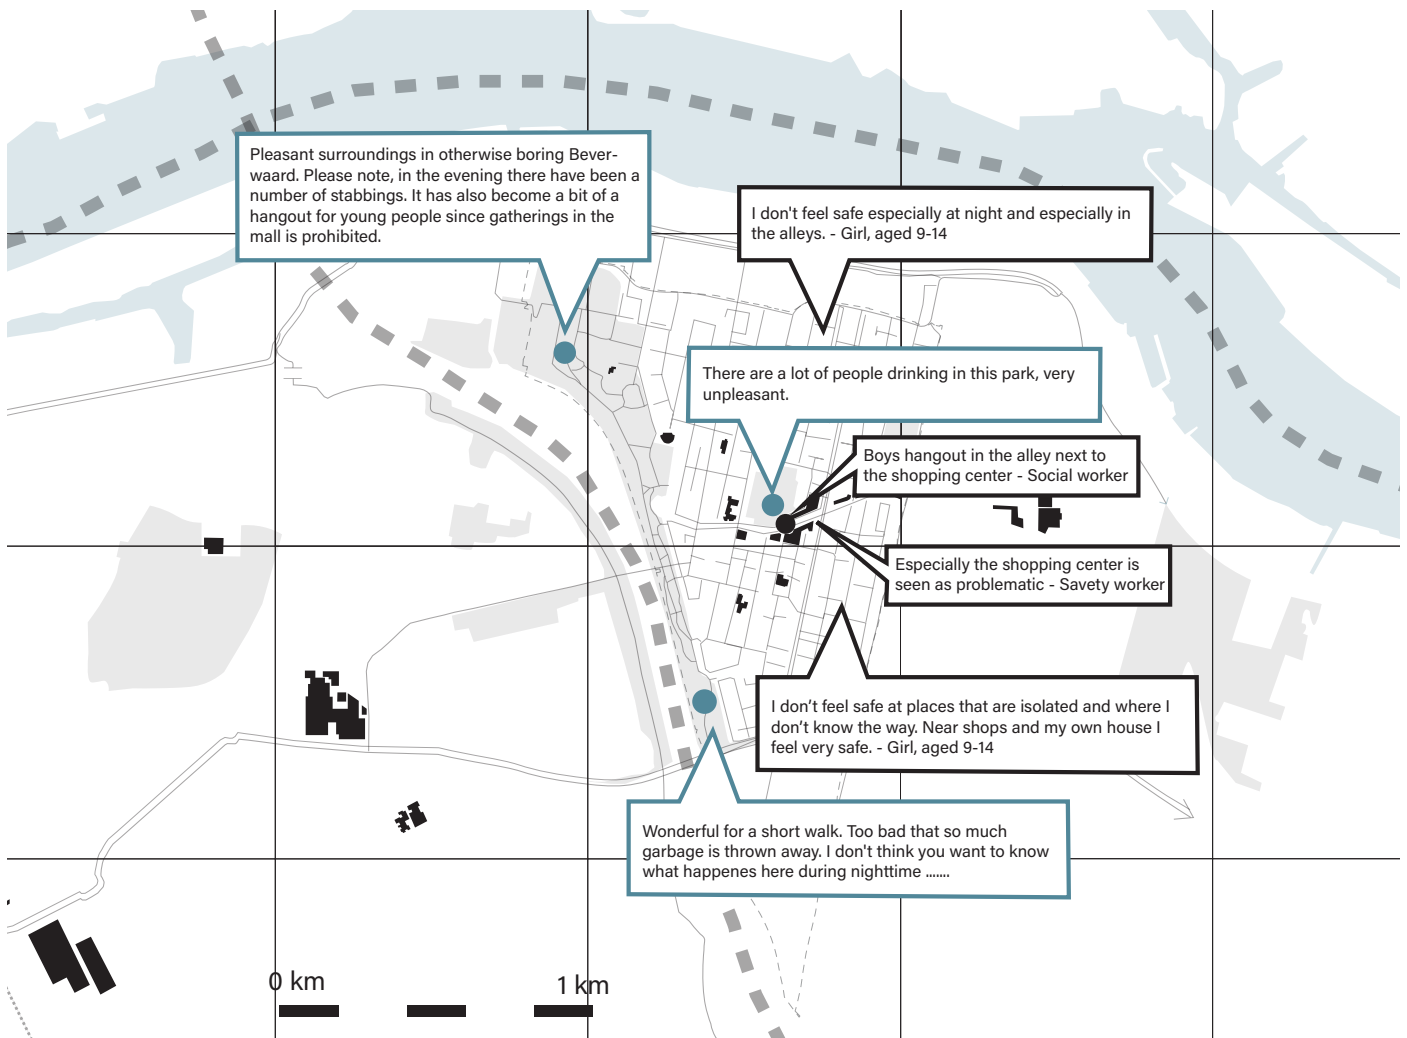 Pleasant surroundings in otherwise boring Bever-
waard. Please note, in the evening there have been a
number of stabbings. It has also become a bit of a
hangout for young people since gatherings in the
mall is prohibited.
I don't feel safe especially at night and especially in
the alleys. - Girl, aged 9-14
There are a lot of people drinking in this park, very
unpleasant.
Boys hangout in the alley next to
the shopping center - Social worker
Especially the shopping center is
seen as problematic - Savety worker
I don’t feel safe at places that are isolated and where I
don’t know the way. Near shops and my own house I
feel very safe. - Girl, aged 9-14
Wonderful for a short walk. Too bad that so much
garbage is thrown away. I don't think you want to know
what happenes here during nighttime .......
0 km
1 km